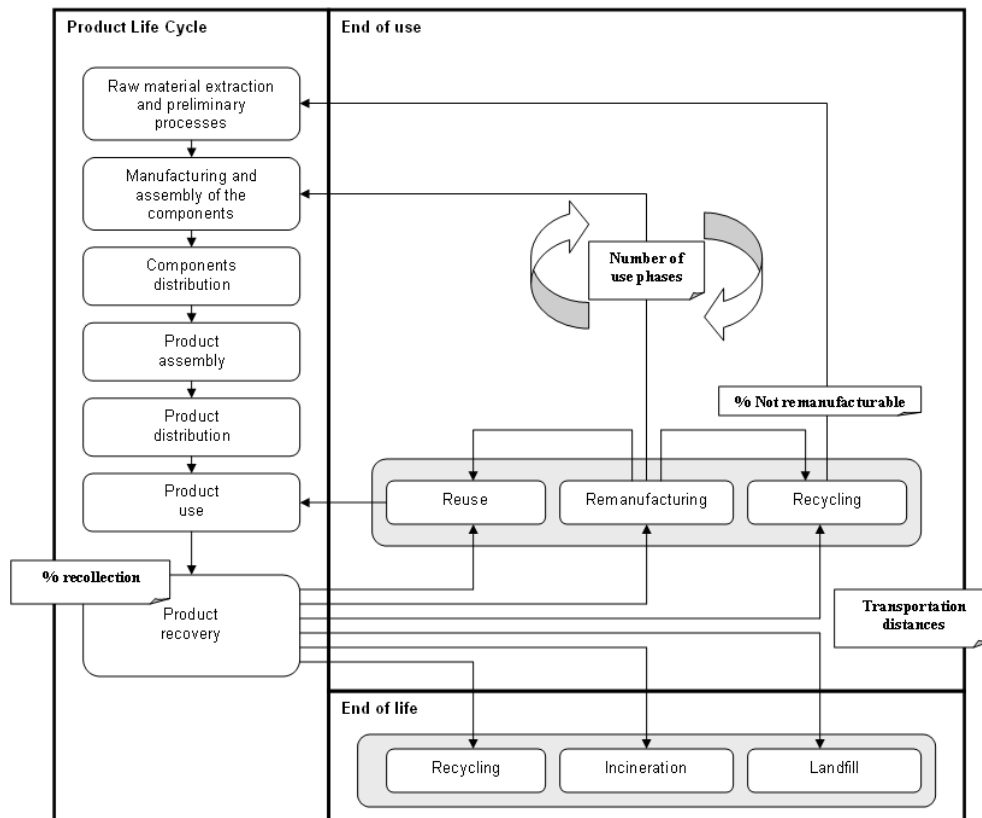 Product Life Cycle
End of use
Raw material extraction
and preliminary
processes
Manufacturing and
assembly of the
components
Components
distribution
Product
assembly
Product
distribution
Product
use
% recollection
Product
recovery
Number of
use phases
% Not remanufacturable
Reuse
Remanufacturing
Recycling
Transportation
distances
End of life
Recycling
Incineration
Landfill